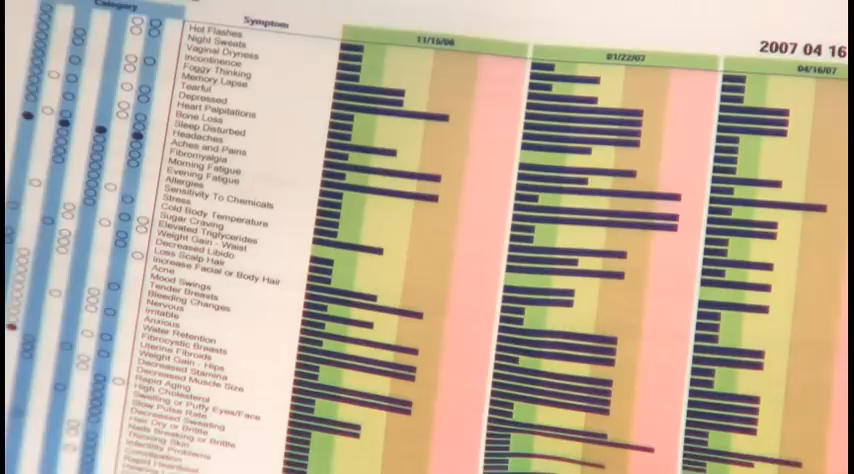 Category
Symptom
11/15/06
01/22/07
2007 04 16
04/16/07
Hot Flashes
Night Sweats
Vaginal Dryness
Incontinence
Foggy Thinking
Memory Lapse
Tearful
Depressed
Heart Palpitations
Bone Loss
Sleep Disturbed
Headaches
Aches and Pains
Fibromyalgia
Morning Fatigue
Evening Fatigue
Allergies
Sensitivity To Chemicals
Stress
Cold Body Temperature
Sugar Craving
Elevated Triglycerides
Weight Gain - Waist
Decreased Libido
Loss Scalp Hair
Increase Facial or Body Hair
Acne
Mood Swings
Tender Breasts
Bleeding Changes
Nervous
Irritable
Anxious
Water Retention
Fibrocystic Breasts
Uterine Fibroids
Weight Gain - Hips
Decreased Stamina
Decreased Muscle Size
Rapid Aging
High Cholesterol
Swelling or Puffy Eyes/Face
Slow Pulse Rate
Decreased Sweating
Hair Dry or Brittle
Nails Breaking or Brittle
Thinning Skin
Infertility Problems
Constipation
Rapid Heartbeat